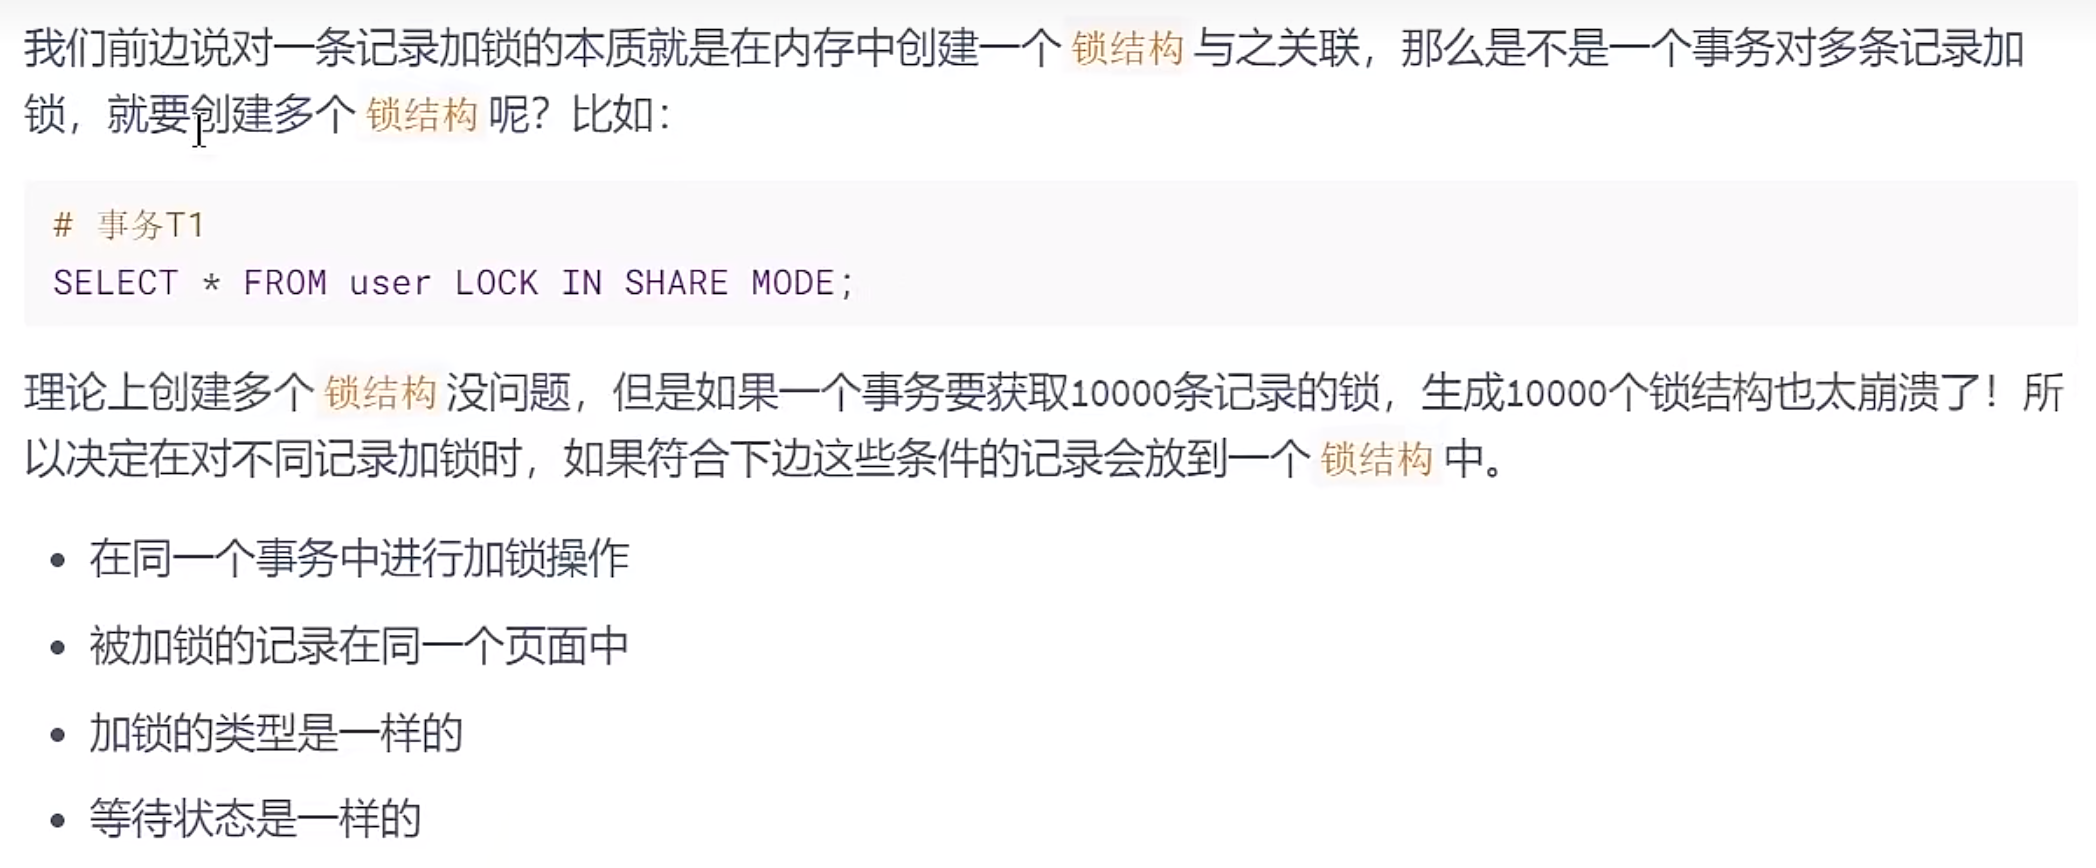 我们前边说对一条记录加锁的本质就是在内存中创建一个 锁结构 与之关联，那么是不是一个事务对多条记录加
锁，就要创建多个 锁结构 呢？比如：
# 事务T1
SELECT * FROM user LOCK IN SHARE MODE;
理论上创建多个 锁结构 没问题，但是如果一个事务要获取10000条记录的锁，生成10000个锁结构也太崩溃了！所
以决定在对不同记录加锁时，如果符合下边这些条件的记录会放到一个 锁结构 中。
• 在同一个事务中进行加锁操作
• 被加锁的记录在同一个页面中
• 加锁的类型是一样的
• 等待状态是一样的